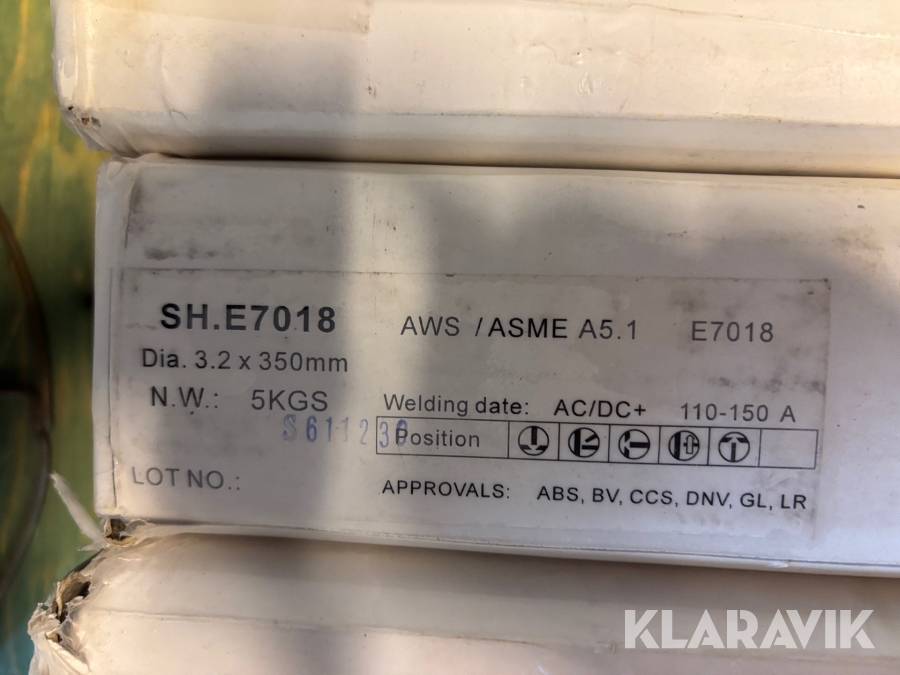 SH.E7018 AWS / ASME A5.1 E7018
Dia. 3.2 x 350mm
N.W.: 5KGS Welding date: AC/DC+ 110-150 A
Position
LOT NO.:
APPROVALS: ABS, BV, CCS, DNV, GL, LR
KLARAVIK